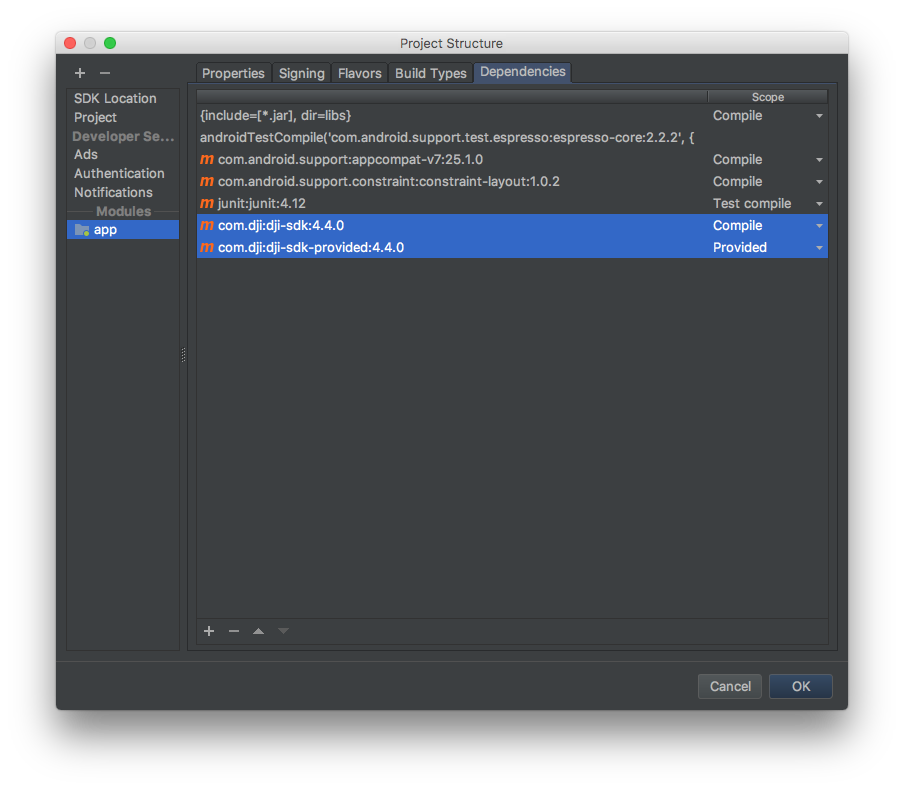 Project Structure
Properties Signing Flavors Build Types Dependencies
SDK Location
Project
Developer Se...
Ads
Authentication
Notifications
Modules
app
Scope
{include=[*.jar], dir=libs} Compile
androidTestCompile('com.android.support.test.espresso:espresso-core:2.2.2', {
m com.android.support:appcompat-v7:25.1.0 Compile
m com.android.support.constraint:constraint-layout:1.0.2 Compile
m junit:junit:4.12 Test compile
m com.dji:dji-sdk:4.4.0 Compile
m com.dji:dji-sdk-provided:4.4.0 Provided
Cancel OK